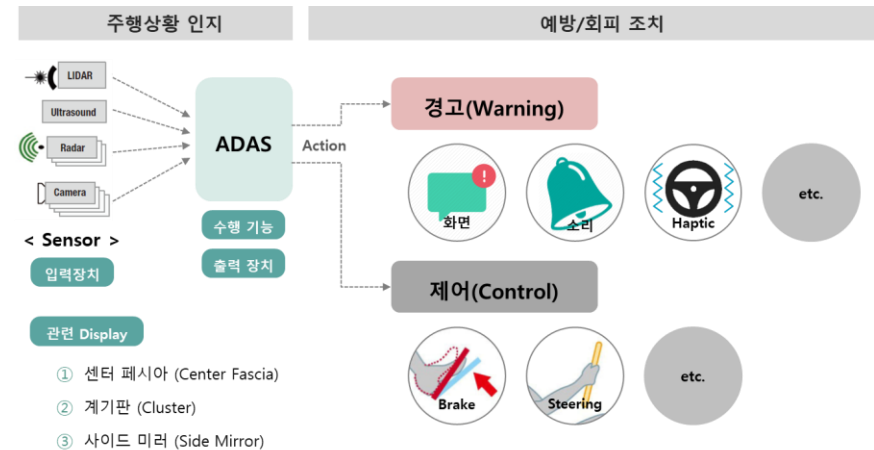 주행상황 인지
예방/회피 조치
LIDAR
Ultrasound
Radar
Camera
< Sensor >
입력장치
ADAS
수행 기능
출력 장치
Action
경고(Warning)
!
화면
소리
Haptic
etc.
제어(Control)
Brake
Steering
etc.
관련 Display
① 센터 페시아 (Center Fascia)
② 계기판 (Cluster)
③ 사이드 미러 (Side Mirror)